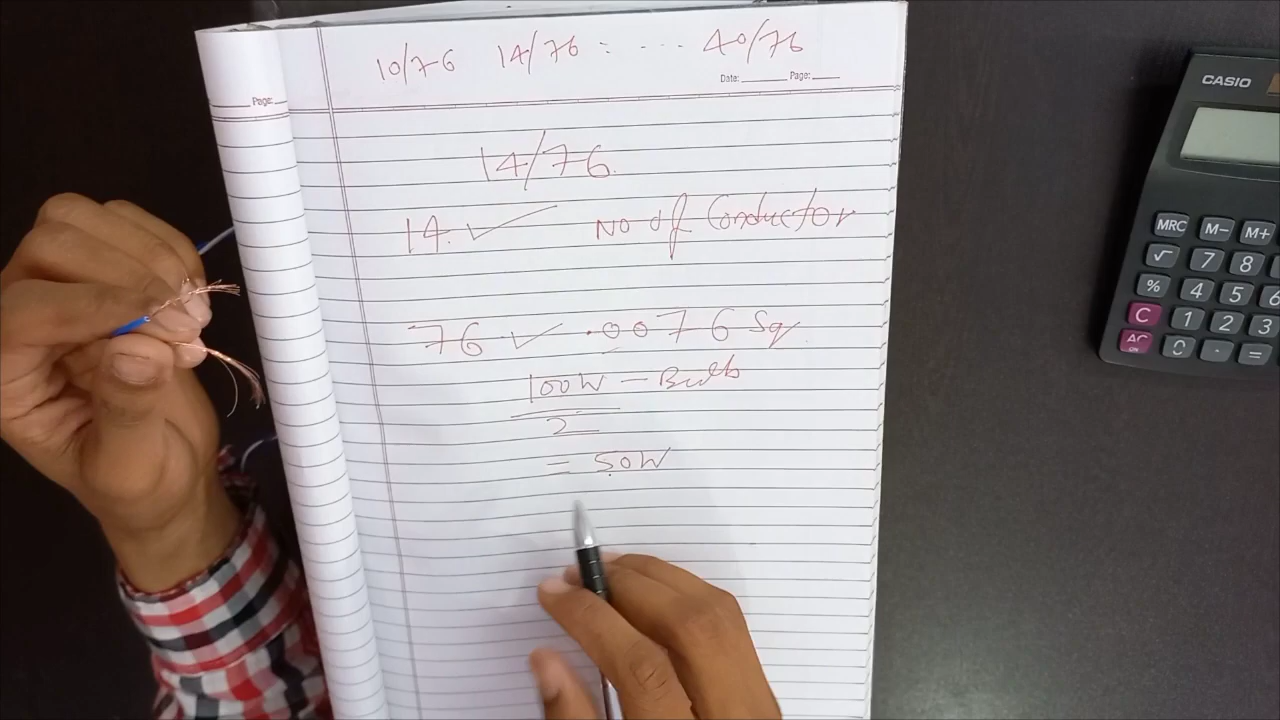 10/76 14/76 : ... 40/76
Date: Page:
Page:
14/76.
14. ✓ No of Conductor
76 ✓ .0076 Sq.
100W - Bulb
2
= 50W
CASIO
MRC M- M+
√ 7 8
% 4 5 6
C 1 2 3
AC ON 0 . =